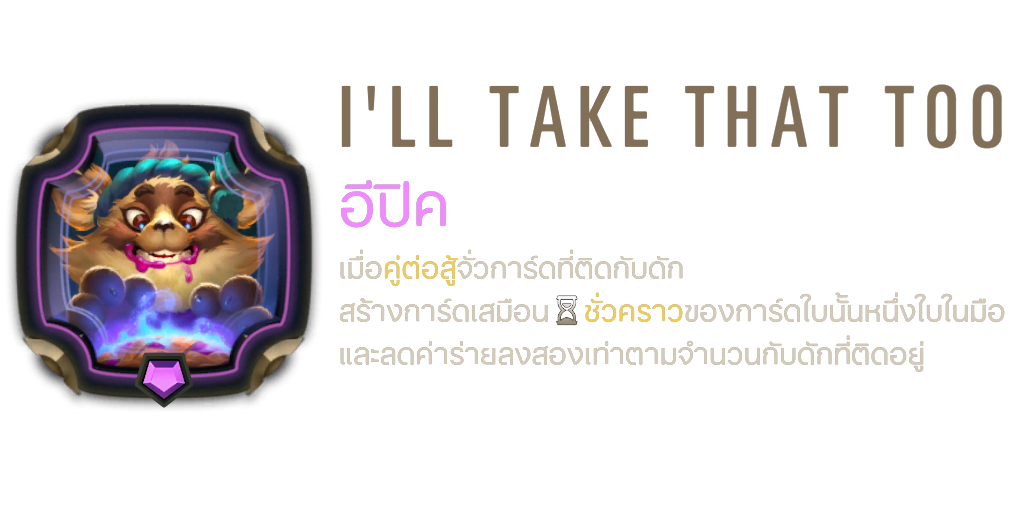 I'LL TAKE THAT TOO
อีปิค
เมื่อคู่ต่อสู้จั่วการ์ดที่ติดกับดัก
สร้างการ์ดเสมือน ชั่วคราวของการ์ดใบนั้นหนึ่งใบในมือ
และลดค่าร่ายลงสองเท่าตามจำนวนกับดักที่ติดอยู่